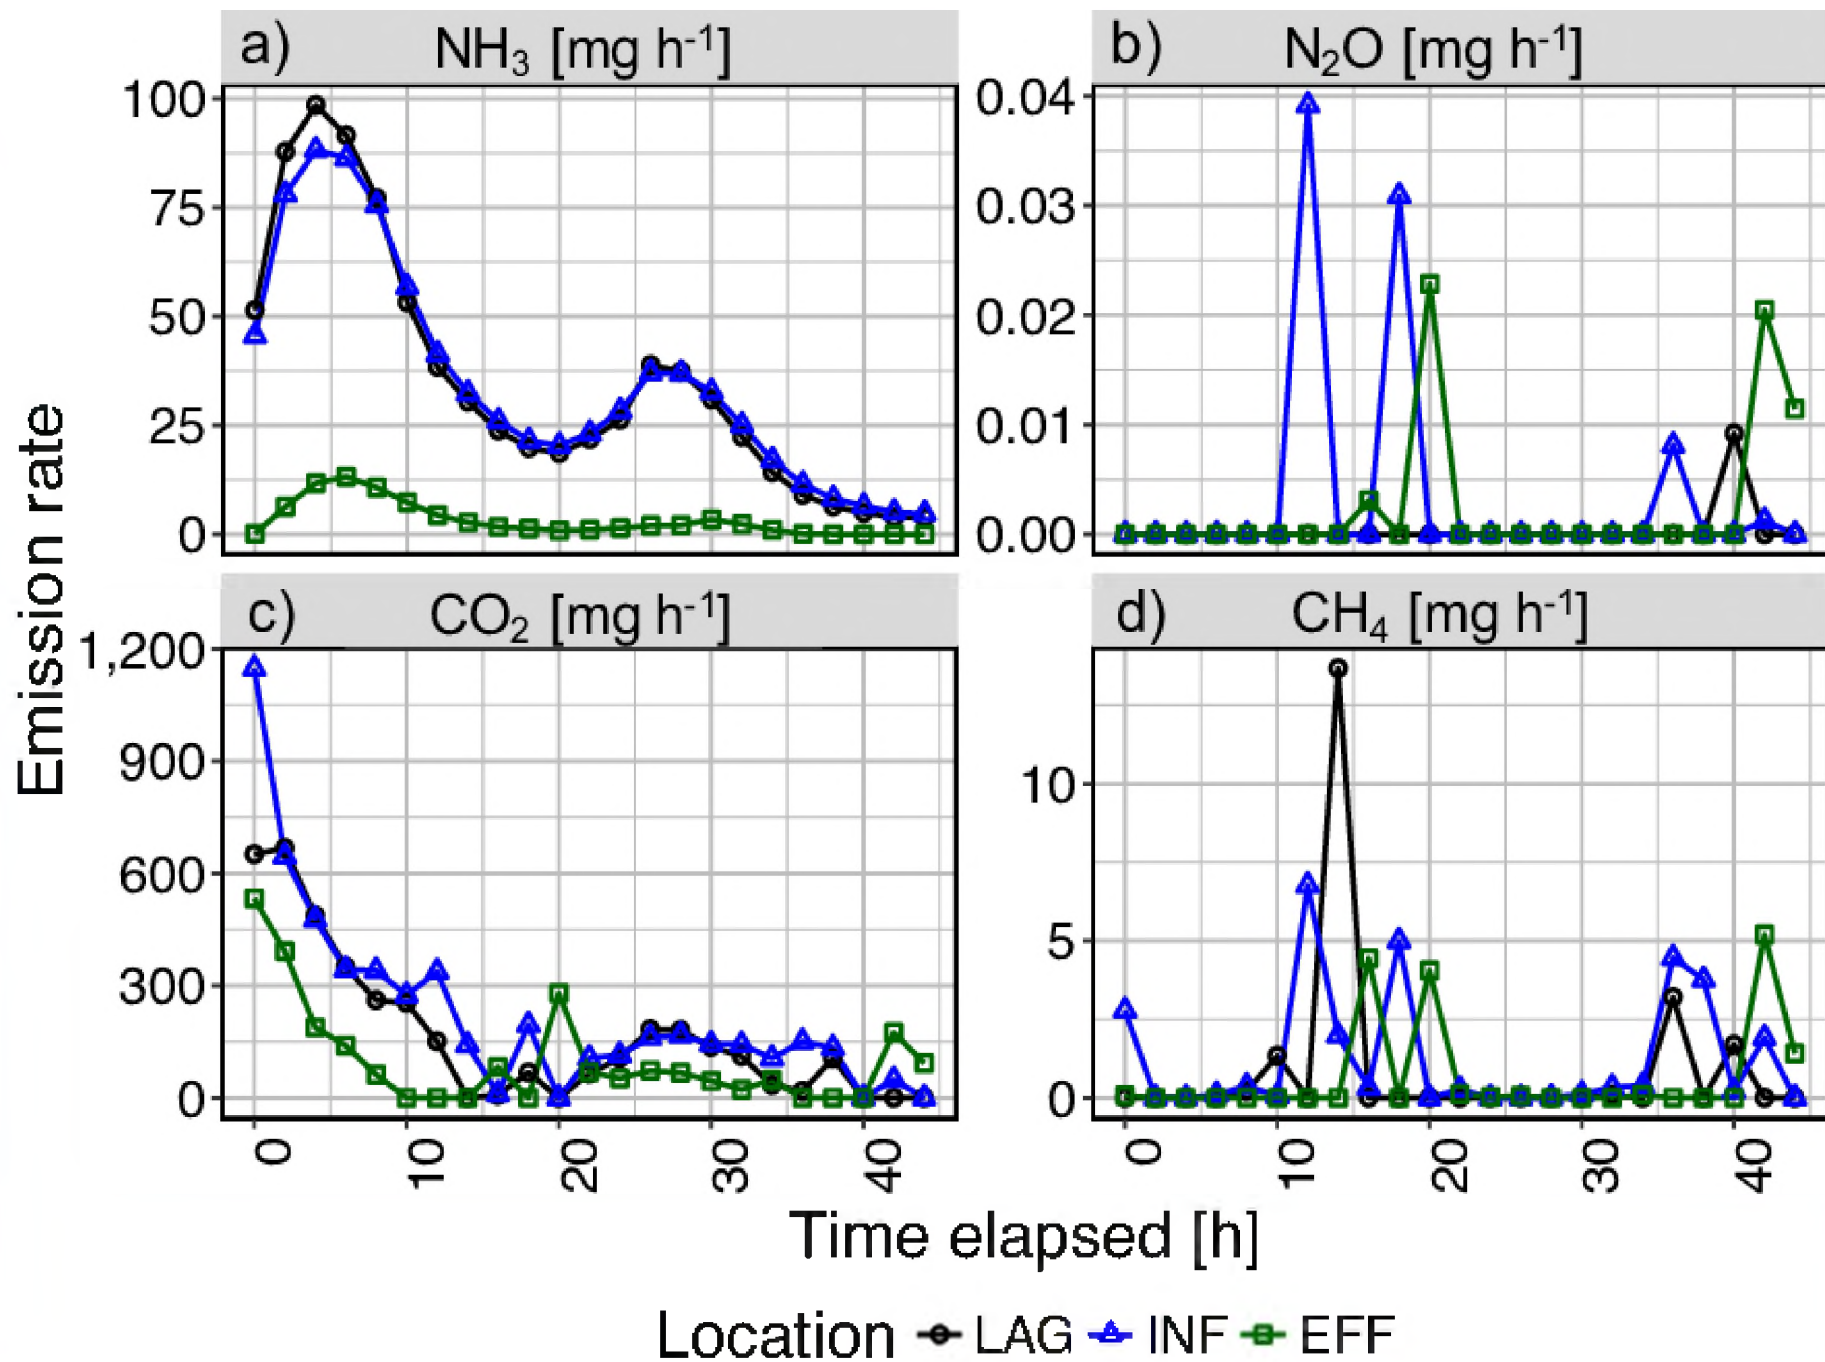 a) NH₃ [mg h⁻¹]
b) N₂O [mg h⁻¹]
100
75
50
25
0
0.04
0.03
0.02
0.01
0.00
c) CO₂ [mg h⁻¹]
d) CH₄ [mg h⁻¹]
1,200
900
600
300
0
10
5
0
0 10 20 30 40
0 10 20 30 40
Emission rate
Time elapsed [h]
Location LAG INF EFF